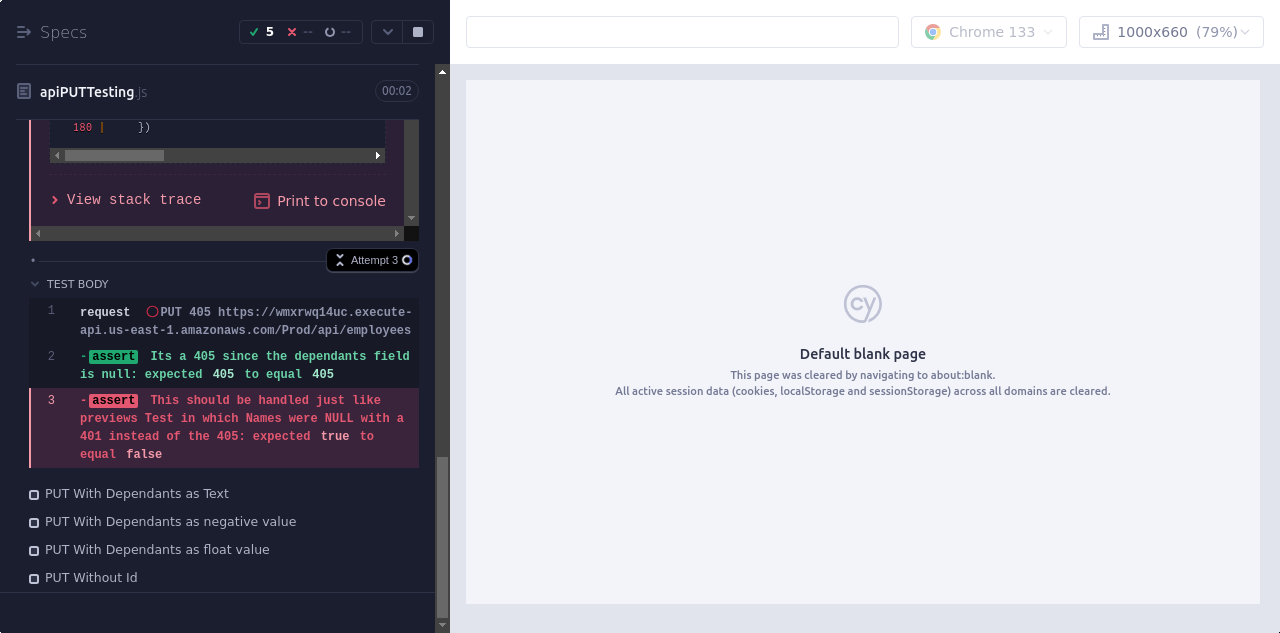 Specs
5
--
--
Chrome 133
1000x660 (79%)
apiPUTTesting.js
00:02
180 | })
View stack trace
Print to console
Attempt 3
TEST BODY
1 request PUT 405 https://wmxrwq14uc.execute-
api.us-east-1.amazonaws.com/Prod/api/employees
2 -assert Its a 405 since the dependants field
is null: expected 405 to equal 405
3 -assert This should be handled just like
previews Test in which Names were NULL with a
401 instead of the 405: expected true to
equal false
PUT With Dependants as Text
PUT With Dependants as negative value
PUT With Dependants as float value
PUT Without Id
cy
Default blank page
This page was cleared by navigating to about:blank.
All active session data (cookies, localStorage and sessionStorage) across all domains are cleared.